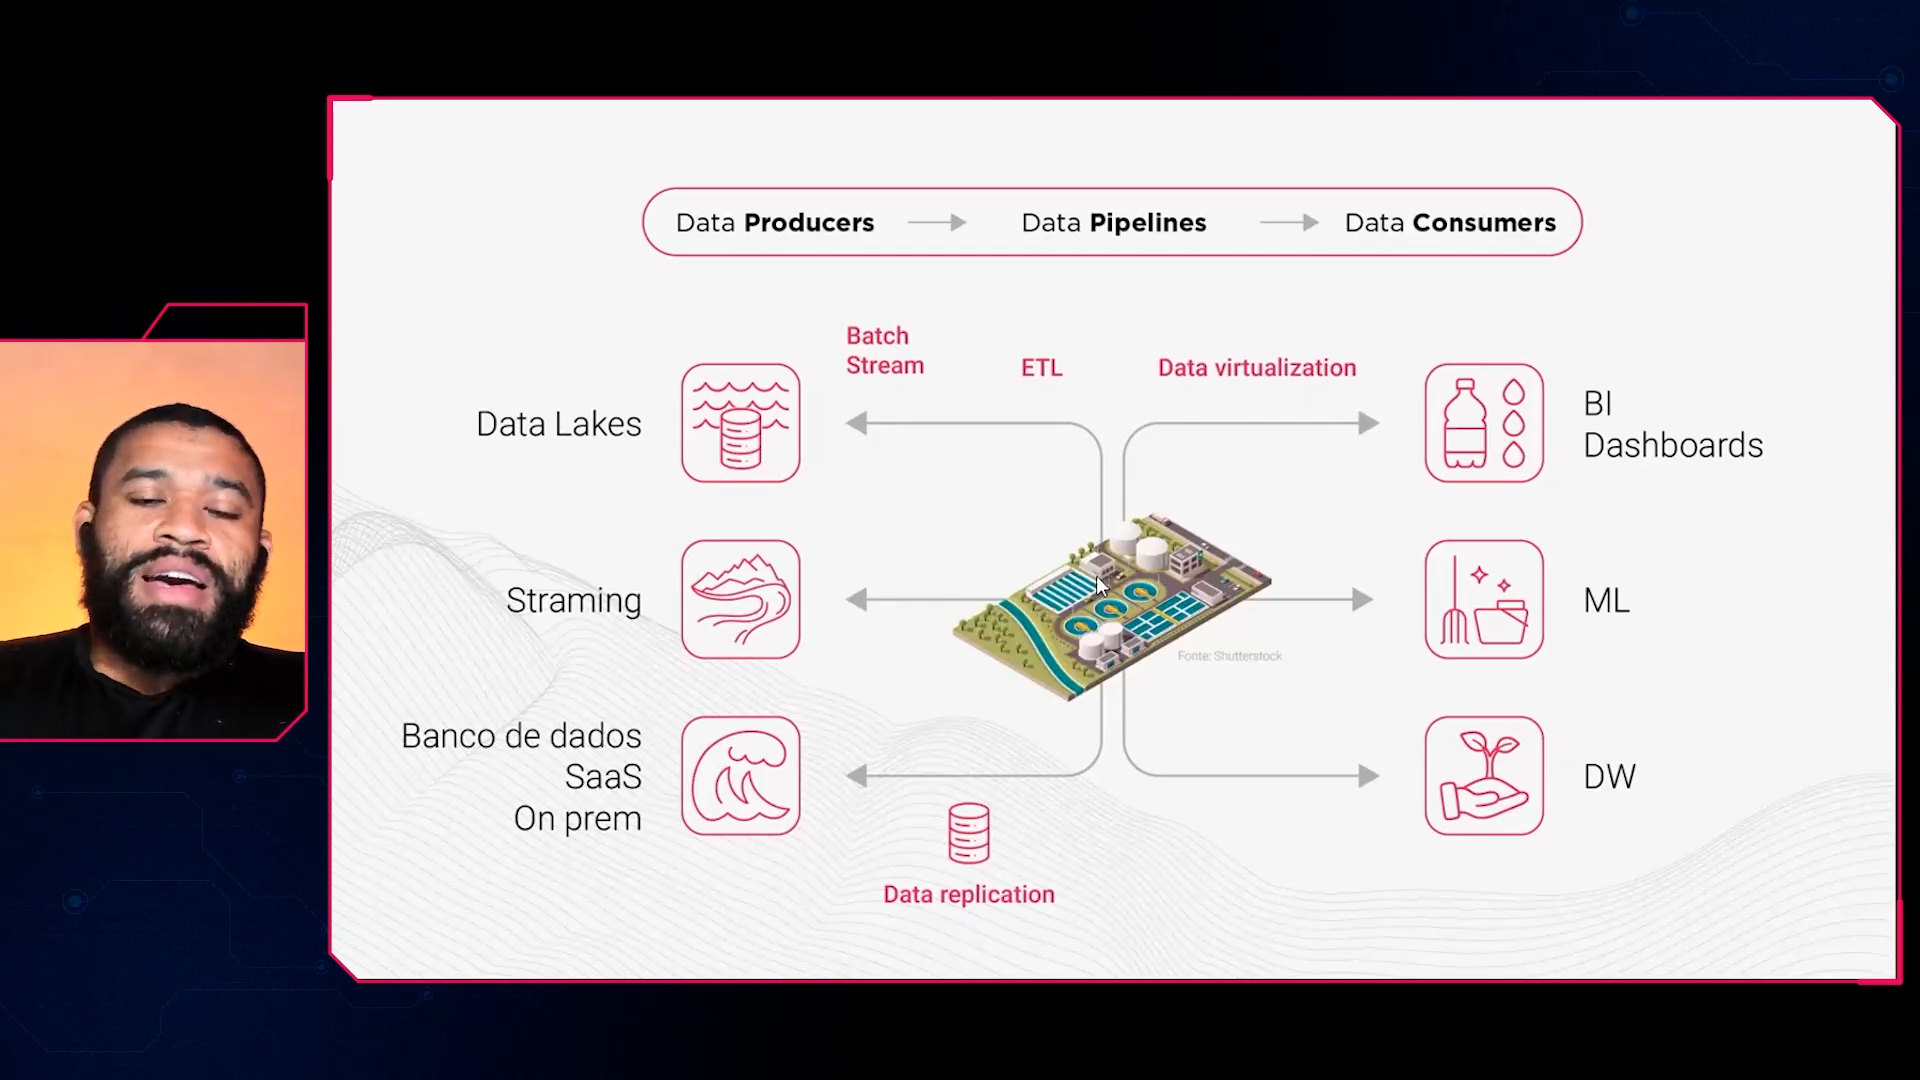 Data Producers
Data Pipelines
Data Consumers
Batch
Stream
ETL
Data virtualization
Data Lakes
BI
Dashboards
Straming
ML
Fonte: Shutterstock
Banco de dados
SaaS
On prem
DW
Data replication